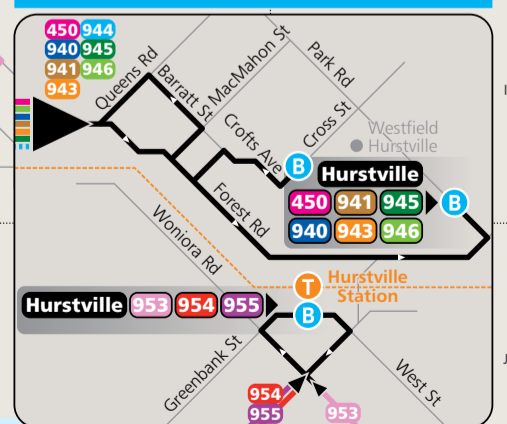 450 944
940 945
941 946
943
Queens Rd
Barratt St
MacMahon St
Park Rd
Crofts Ave
Cross St
Westfield
Hurstville
B
Hurstville
450 941 945
B
940 943 946
Forest Rd
Woniora Rd
T
Hurstville
Station
Hurstville 953 954 955
B
Greenbank St
West St
954
955
953